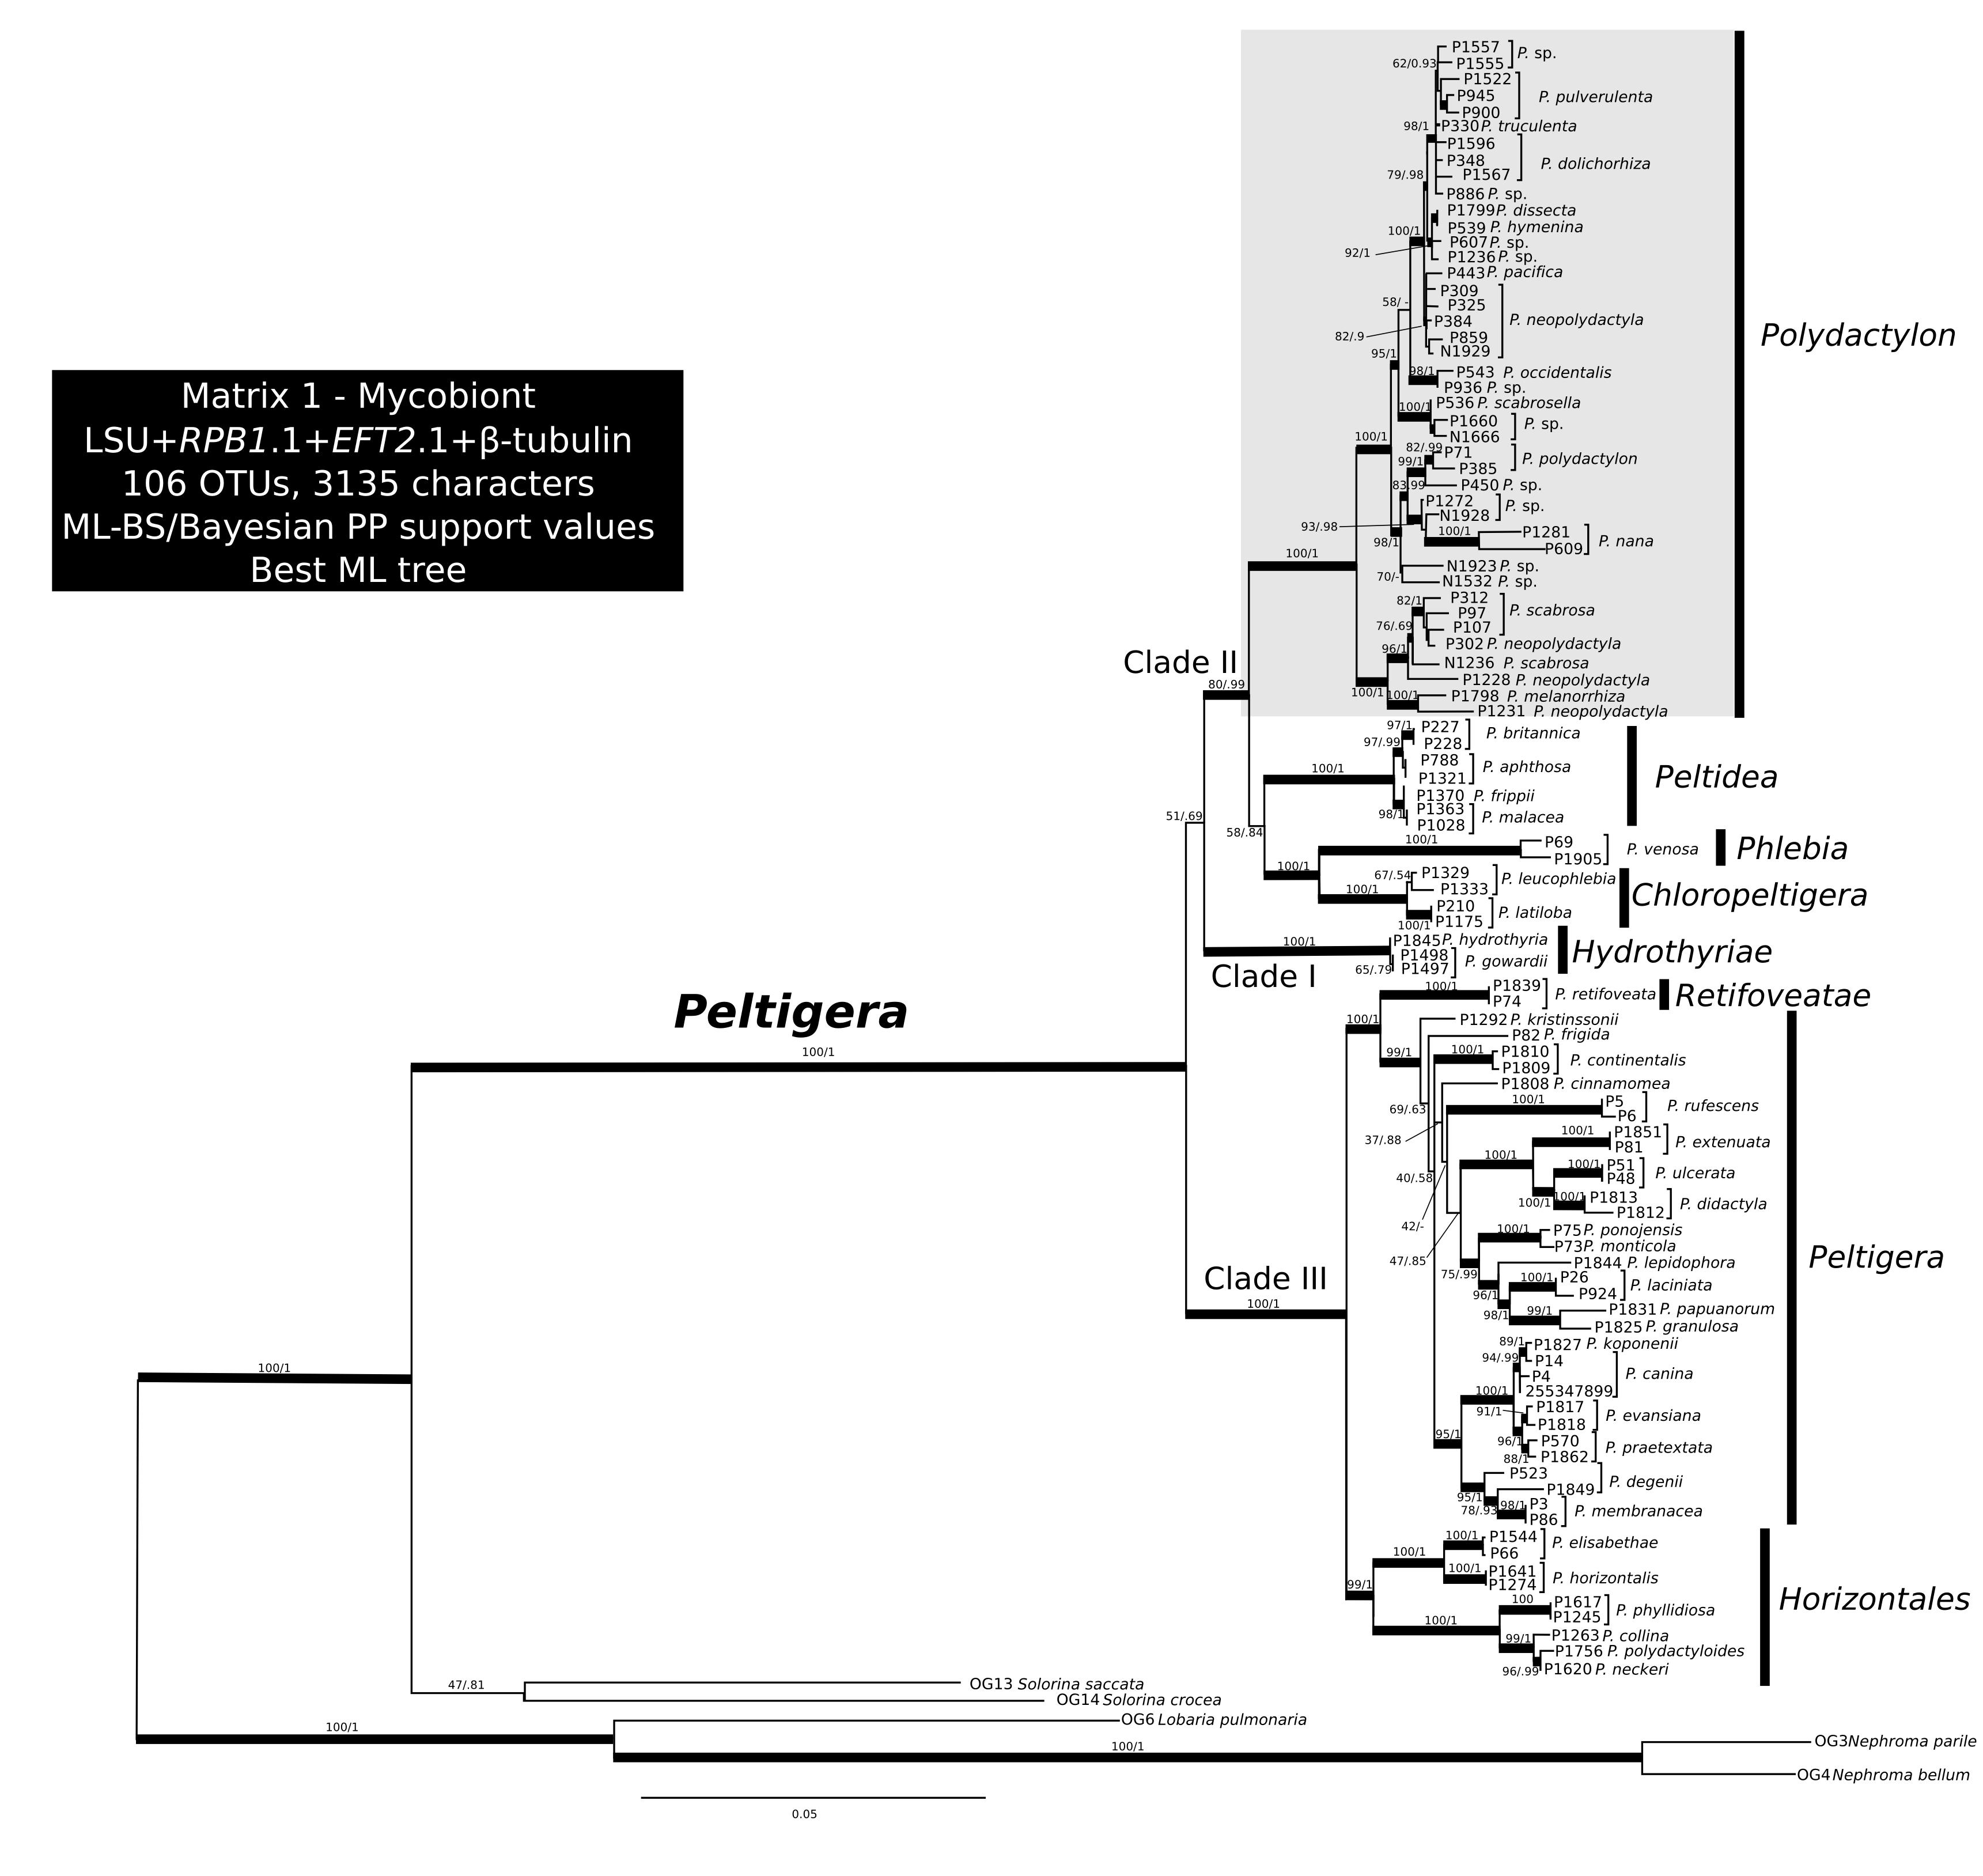 Matrix 1 - Mycobiont
LSU+RPB1.1+EFT2.1+β-tubulin
106 OTUs, 3135 characters
ML-BS/Bayesian PP support values
Best ML tree
P1557
P. sp.
62/0.93
P1555
P1522
P945
P. pulverulenta
P900
98/1
P330 P. truculenta
P1596
P348
P. dolichorhiza
79/.98
P1567
P886 P. sp.
P1799 P. dissecta
P539 P. hymenina
100/1
P607 P. sp.
92/1
P1236 P. sp.
P443 P. pacifica
P309
58/ -
P325
P384
P. neopolydactyla
82/.9
P859
N1929
Polydactylon
95/1
98/1
P543 P. occidentalis
P936 P. sp.
P536 P. scabrosella
100/1
P1660
P. sp.
N1666
100/1
82/.99
P71
P. polydactylon
99/1
P385
83.99
P450 P. sp.
P1272
P. sp.
N1928
93/.98
100/1
P1281
P. nana
98/1
P609
100/1
N1923 P. sp.
70/-
N1532 P. sp.
82/1
P312
P. scabrosa
P97
76/.69
P107
P302 P. neopolydactyla
96/1
N1236 P. scabrosa
Clade II
P1228 P. neopolydactyla
80/.99
100/1
100/1
P1798 P. melanorrhiza
P1231 P. neopolydactyla
97/1
P227
P. britannica
97/.99
P228
P788
P. aphthosa
100/1
P1321
Peltidea
P1370 P. frippii
98/1
P1363
P. malacea
P1028
51/.69
58/.84
100/1
P69
P. venosa
Phlebia
P1905
100/1
67/.54
P1329
P. leucophlebia
100/1
P1333
Chloropeltigera
P210
P. latiloba
100/1
P1175
100/1
P1845 P. hydrothyria
P1498
P. gowardii
Hydrothyriae
65/.79
P1497
Clade I
100/1
P1839
P. retifoveata
Retifoveatae
P74
Peltigera
100/1
100/1
P1292 P. kristinssonii
P82 P. frigida
99/1
100/1
P1810
P. continentalis
P1809
P1808 P. cinnamomea
69/.63
100/1
P5
P. rufescens
P6
37/.88
100/1
P1851
P. extenuata
P81
100/1
100/1
P51
P. ulcerata
40/.58
P48
100/1
100/1
P1813
P. didactyla
P1812
42/-
100/1
P75 P. ponojensis
P73 P. monticola
47/.85
P1844 P. lepidophora
Peltigera
75/.99
100/1
P26
P. laciniata
96/1
P924
Clade III
100/1
98/1
99/1
P1831 P. papuanorum
P1825 P. granulosa
89/1
P1827 P. koponenii
94/.99
P14
P4
P. canina
100/1
255347899
91/1
P1817
P. evansiana
P1818
95/1
96/1
P570
P. praetextata
88/1
P1862
P523
P. degenii
P1849
95/1
78/.93
98/1
P3
P. membranacea
P86
100/1
P1544
P. elisabethae
P66
100/1
100/1
P1641
P. horizontalis
P1274
99/1
Horizontales
100
P1617
P. phyllidiosa
P1245
100/1
99/1
P1263 P. collina
P1756 P. polydactyloides
96/.99
P1620 P. neckeri
100/1
47/.81
OG13 Solorina saccata
OG14 Solorina crocea
100/1
OG6 Lobaria pulmonaria
100/1
OG3 Nephroma parile
OG4 Nephroma bellum
0.05